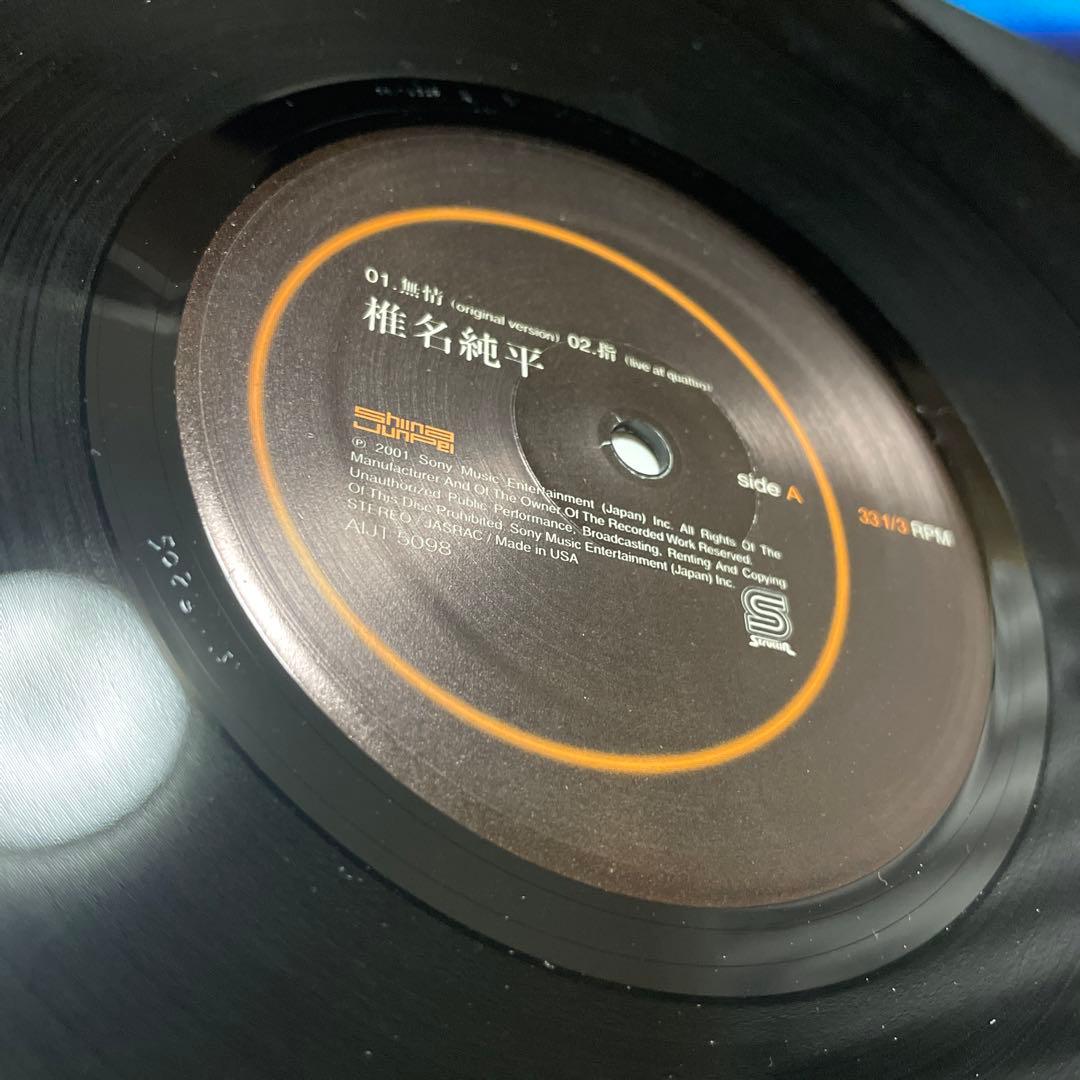 01.無情 (original version) 02.指 (live at quatuo)
椎名純平
Shiina
JunPei
side A
33 1/3 RPM
(P) 2001 Sony Music Entertainment (Japan) Inc. All Rights Of The
Manufacturer And Of The Owner Of The Recorded Work Reserved.
Unauthorized Public Performance, Broadcasting, Renting And Copying
Of This Disc Prohibited. Sony Music Entertainment (Japan) Inc.
STEREO / JASRAC / Made in USA
AIJT 5098
S